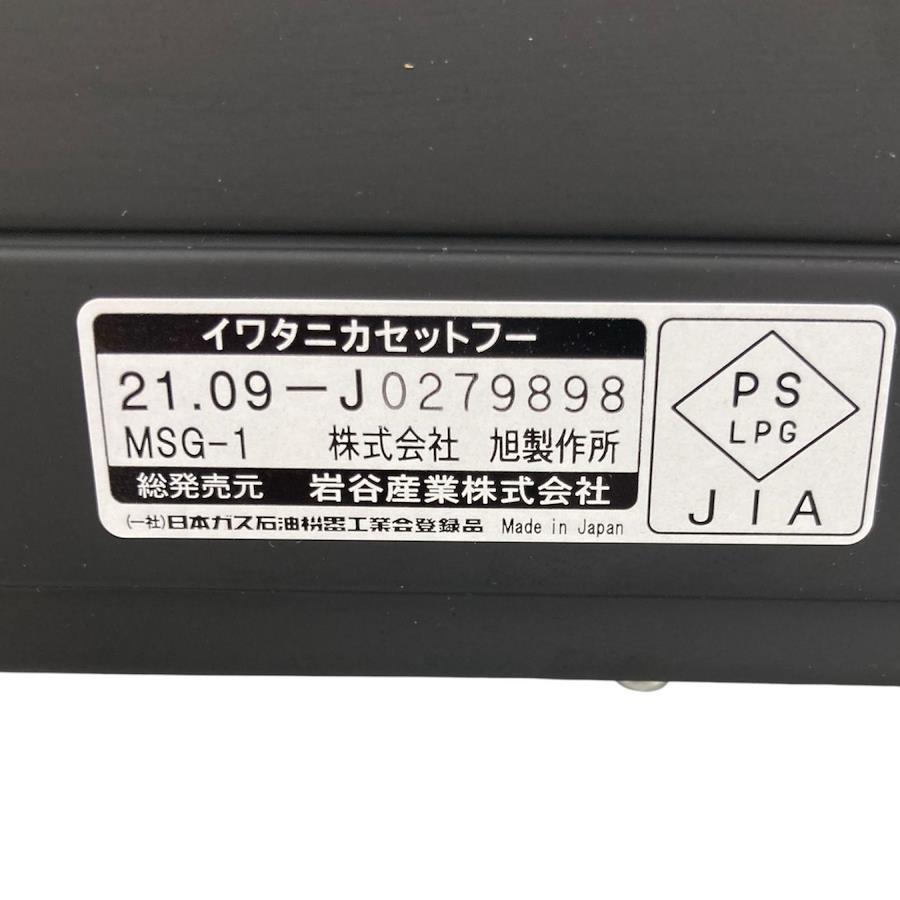 イワタニカセットフー
21.09-J0279898
MSG-1 株式会社 旭製作所
総発売元 岩谷産業株式会社
(一社)日本ガス石油機器工業会登録品 Made in Japan
PS
LPG
JIA